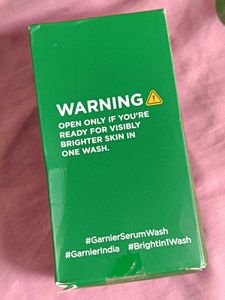 WARNING ⚠
OPEN ONLY IF YOU'RE
READY FOR VISIBLY
BRIGHTER SKIN IN
ONE WASH.
#GarnierSerumWash
#GarnierIndia #BrightIn1Wash